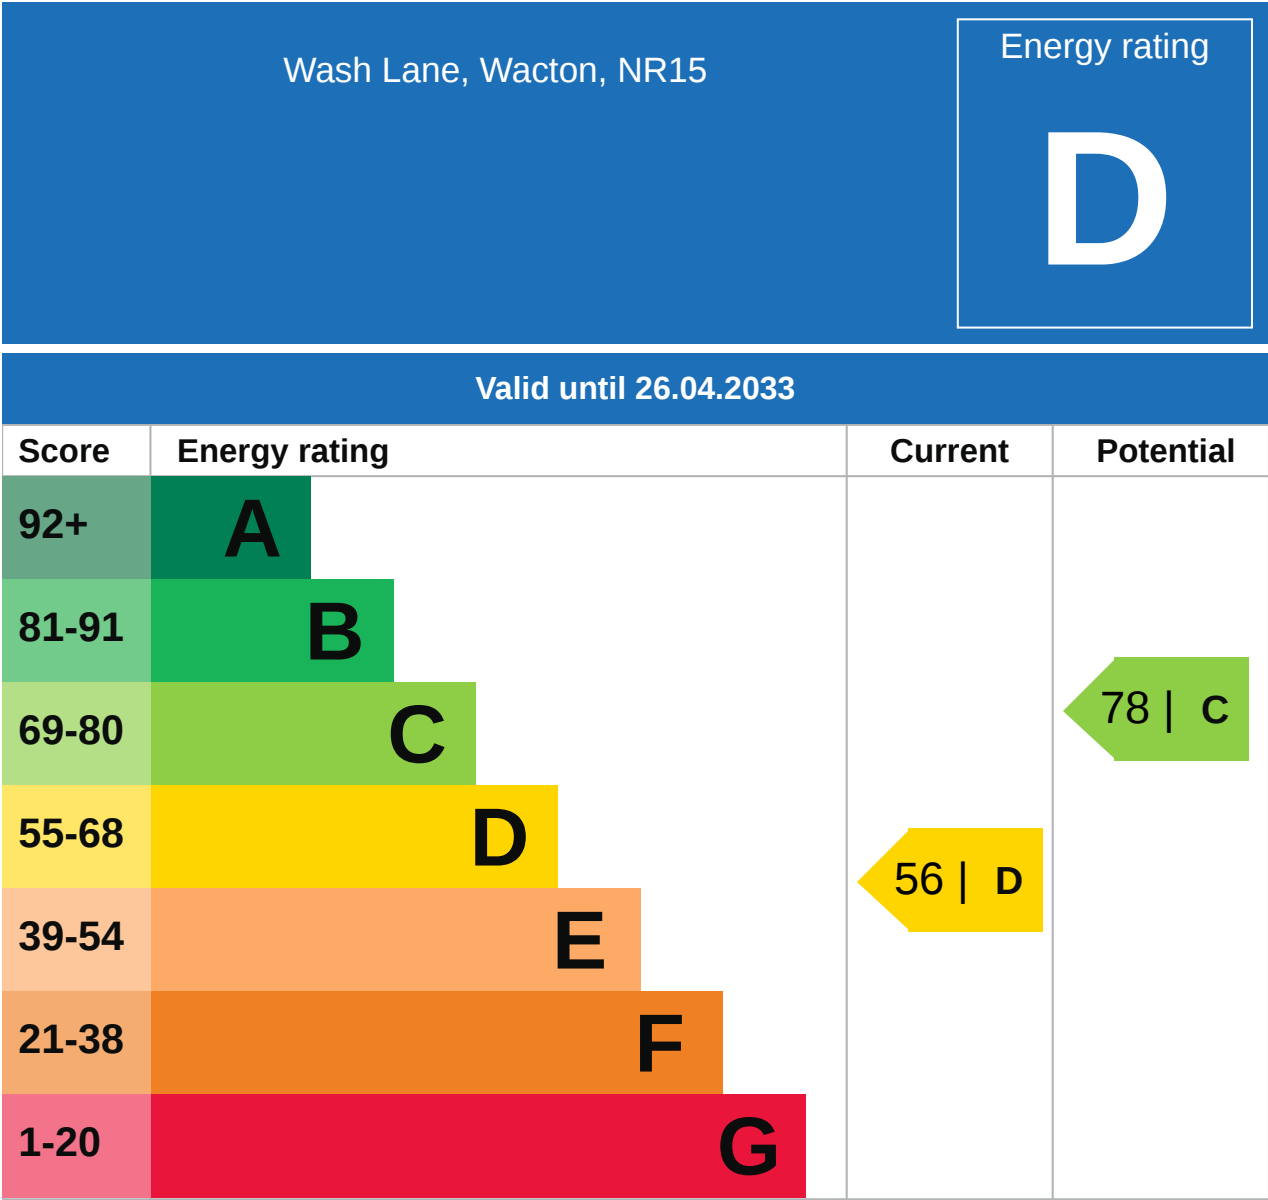 Wash Lane, Wacton, NR15
Energy rating
D
Valid until 26.04.2033
Score Energy rating Current Potential
92+ A
81-91 B
69-80 C 78 | C
55-68 D
56 | D
39-54 E
21-38 F
1-20 G